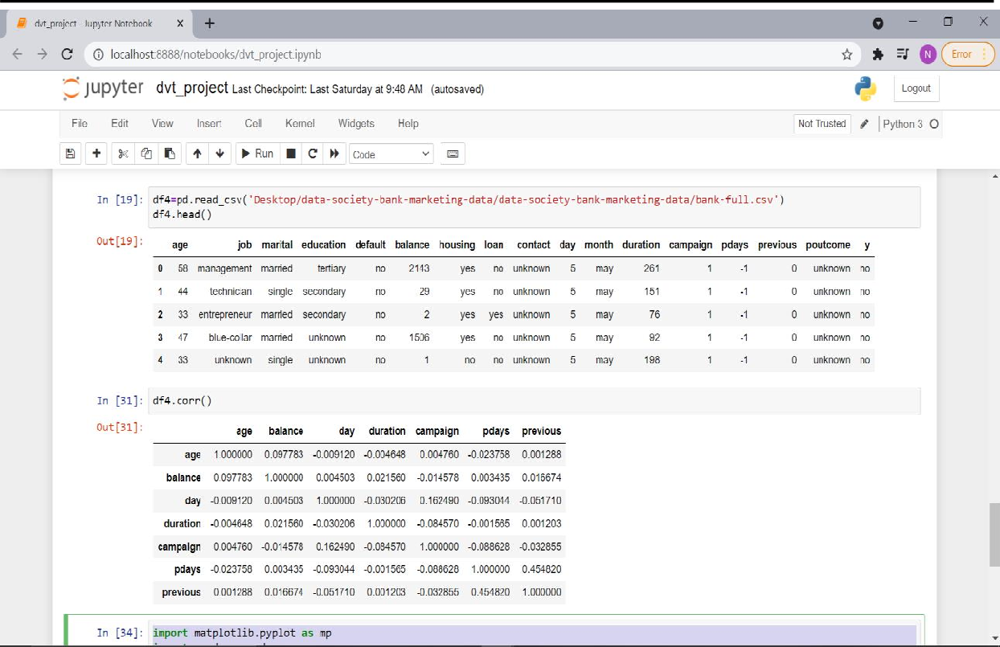 dvt_project - Jupyter Notebook
localhost:8888/notebooks/dvt_project.ipynb
N
Error
jupyter dvt_project Last Checkpoint: Last Saturday at 9:48 AM (autosaved)
Logout
File Edit View Insert Cell Kernel Widgets Help
Not Trusted
Python 3
Run
Code
In [19]: df4=pd.read_csv('Desktop/data-society-bank-marketing-data/data-society-bank-marketing-data/bank-full.csv')
df4.head()
Out[19]:
age job marital education default balance housing loan contact day month duration campaign pdays previous poutcome y
0 58 management married tertiary no 2143 yes no unknown 5 may 261 1 -1 0 unknown no
1 44 technician single secondary no 29 yes no unknown 5 may 151 1 -1 0 unknown no
2 33 entrepreneur married secondary no 2 yes yes unknown 5 may 76 1 -1 0 unknown no
3 47 blue-collar married unknown no 1506 yes no unknown 5 may 92 1 -1 0 unknown no
4 33 unknown single unknown no 1 no no unknown 5 may 198 1 -1 0 unknown no
In [31]: df4.corr()
Out[31]:
age balance day duration campaign pdays previous
age 1.000000 0.097783 -0.009120 -0.004648 0.004760 -0.023758 0.001288
balance 0.097783 1.000000 0.004503 0.021560 -0.014578 0.003435 0.016674
day -0.009120 0.004503 1.000000 -0.030206 0.162490 -0.093044 -0.051710
duration -0.004648 0.021560 -0.030206 1.000000 -0.084570 -0.001565 0.001203
campaign 0.004760 -0.014578 0.162490 -0.084570 1.000000 -0.088628 -0.032855
pdays -0.023758 0.003435 -0.093044 -0.001565 -0.088628 1.000000 0.454820
previous 0.001288 0.016674 -0.051710 0.001203 -0.032855 0.454820 1.000000
In [34]: import matplotlib.pyplot as mp